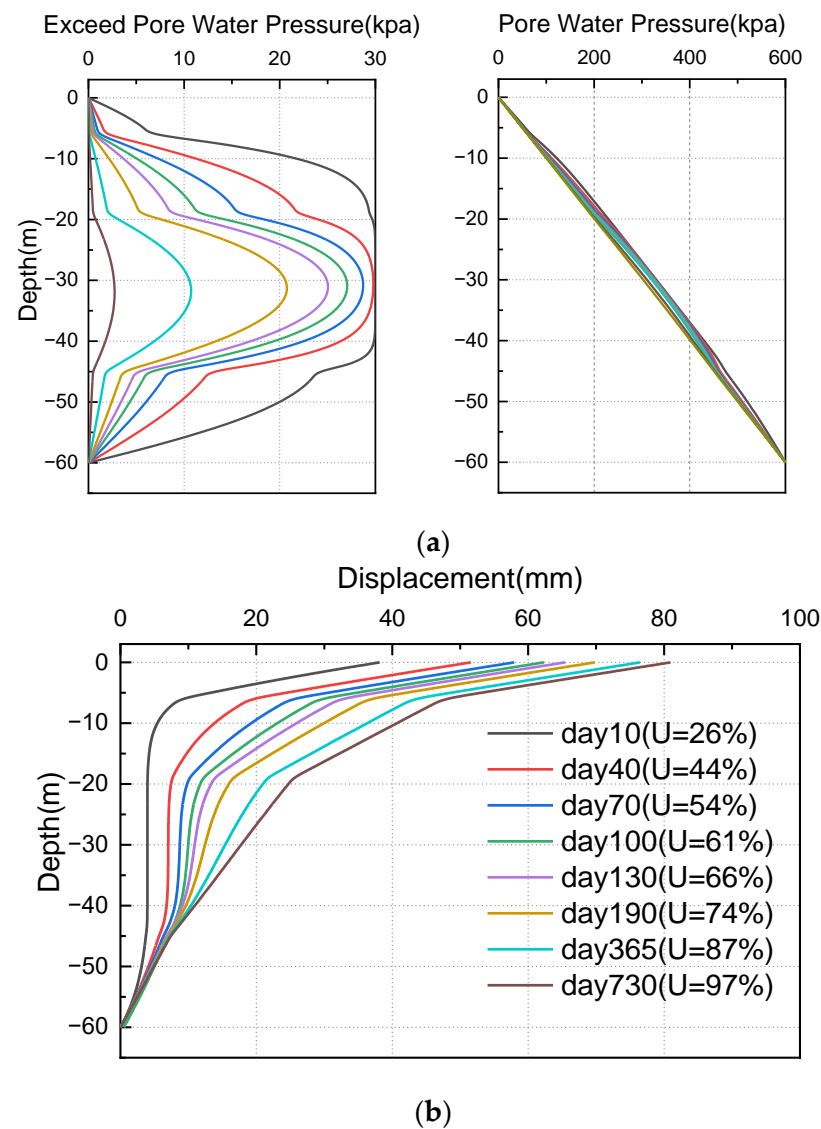 Exceed Pore Water Pressure(kpa)
0 10 20 30
0
−10
−20
−30
−40
−50
−60
Depth(m)
Pore Water Pressure(kpa)
0 200 400 600
0
−10
−20
−30
−40
−50
−60
(a)
Displacement(mm)
0 20 40 60 80 100
0
−10
−20
−30
−40
−50
−60
Depth(m)
day10(U=26%)
day40(U=44%)
day70(U=54%)
day100(U=61%)
day130(U=66%)
day190(U=74%)
day365(U=87%)
day730(U=97%)
(b)